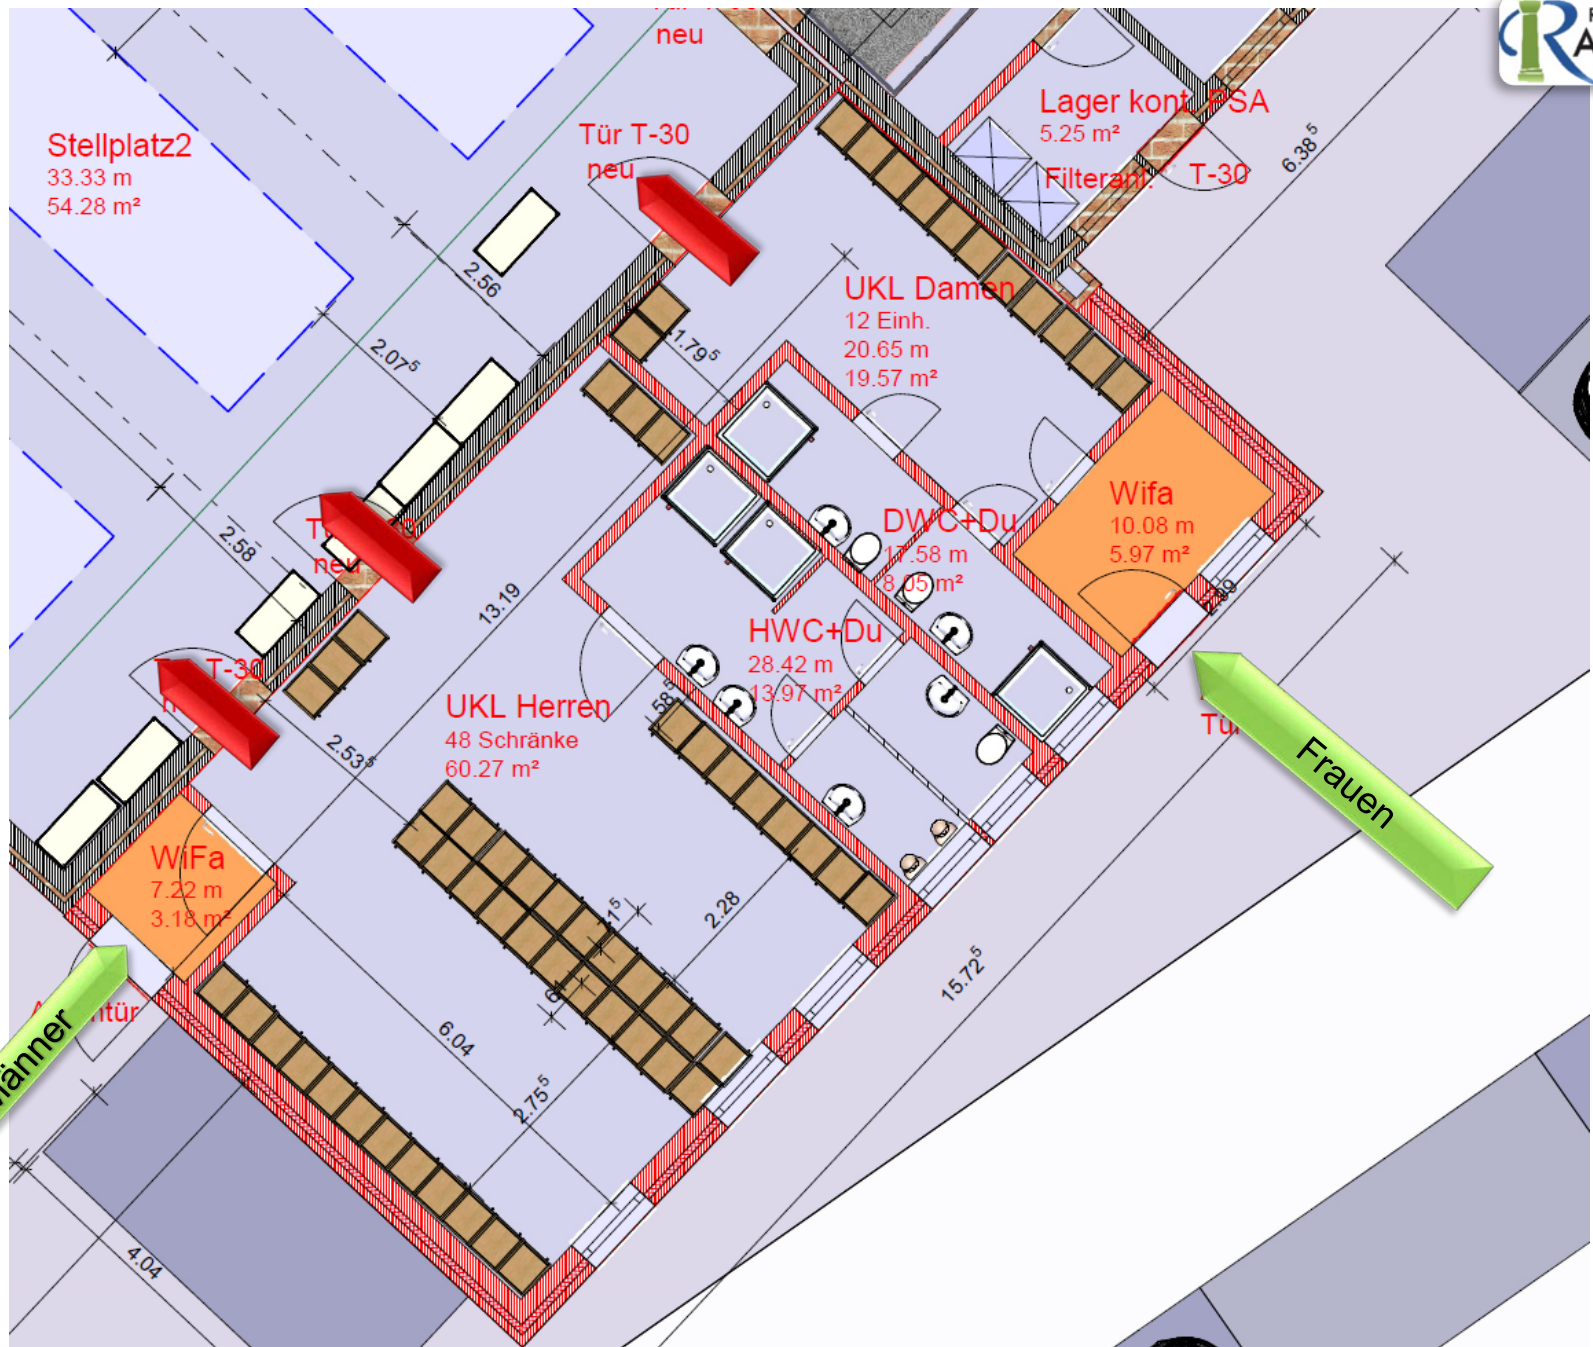 neu
Lager kont. PSA
5.25 m²
Filteranl.
T-30
6.38⁵
Stellplatz2
33.33 m
54.28 m²
Tür T-30
neu
2.56
2.07⁵
1.79⁵
UKL Damen
12 Einh.
20.65 m
19.57 m²
Wifa
10.08 m
5.97 m²
DWC+Du
17.58 m
8.05 m²
2.58
neu
13.19
HWC+Du
28.42 m
13.97 m²
T-30
2.53⁵
UKL Herren
48 Schränke
60.27 m²
58⁵
Frauen
WiFa
7.22 m
3.18 m²
2.28
15.72⁵
6.04
2.75⁵
4.04